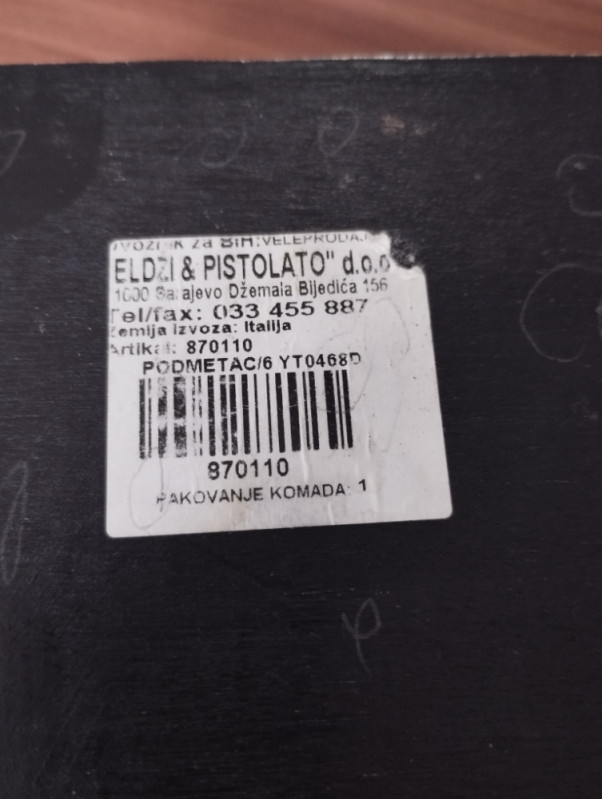 za BiH:VELEPRODAJ
ELDZI & PISTOLATO" d.o.o
1000 Sarajevo Džemala Bijedića 156
Tel/fax: 033 455 887
Zemlja izvoza: Italija
Artikal: 870110
PODMETAC/6 YT0468D
870110
PAKOVANJE KOMADA: 1